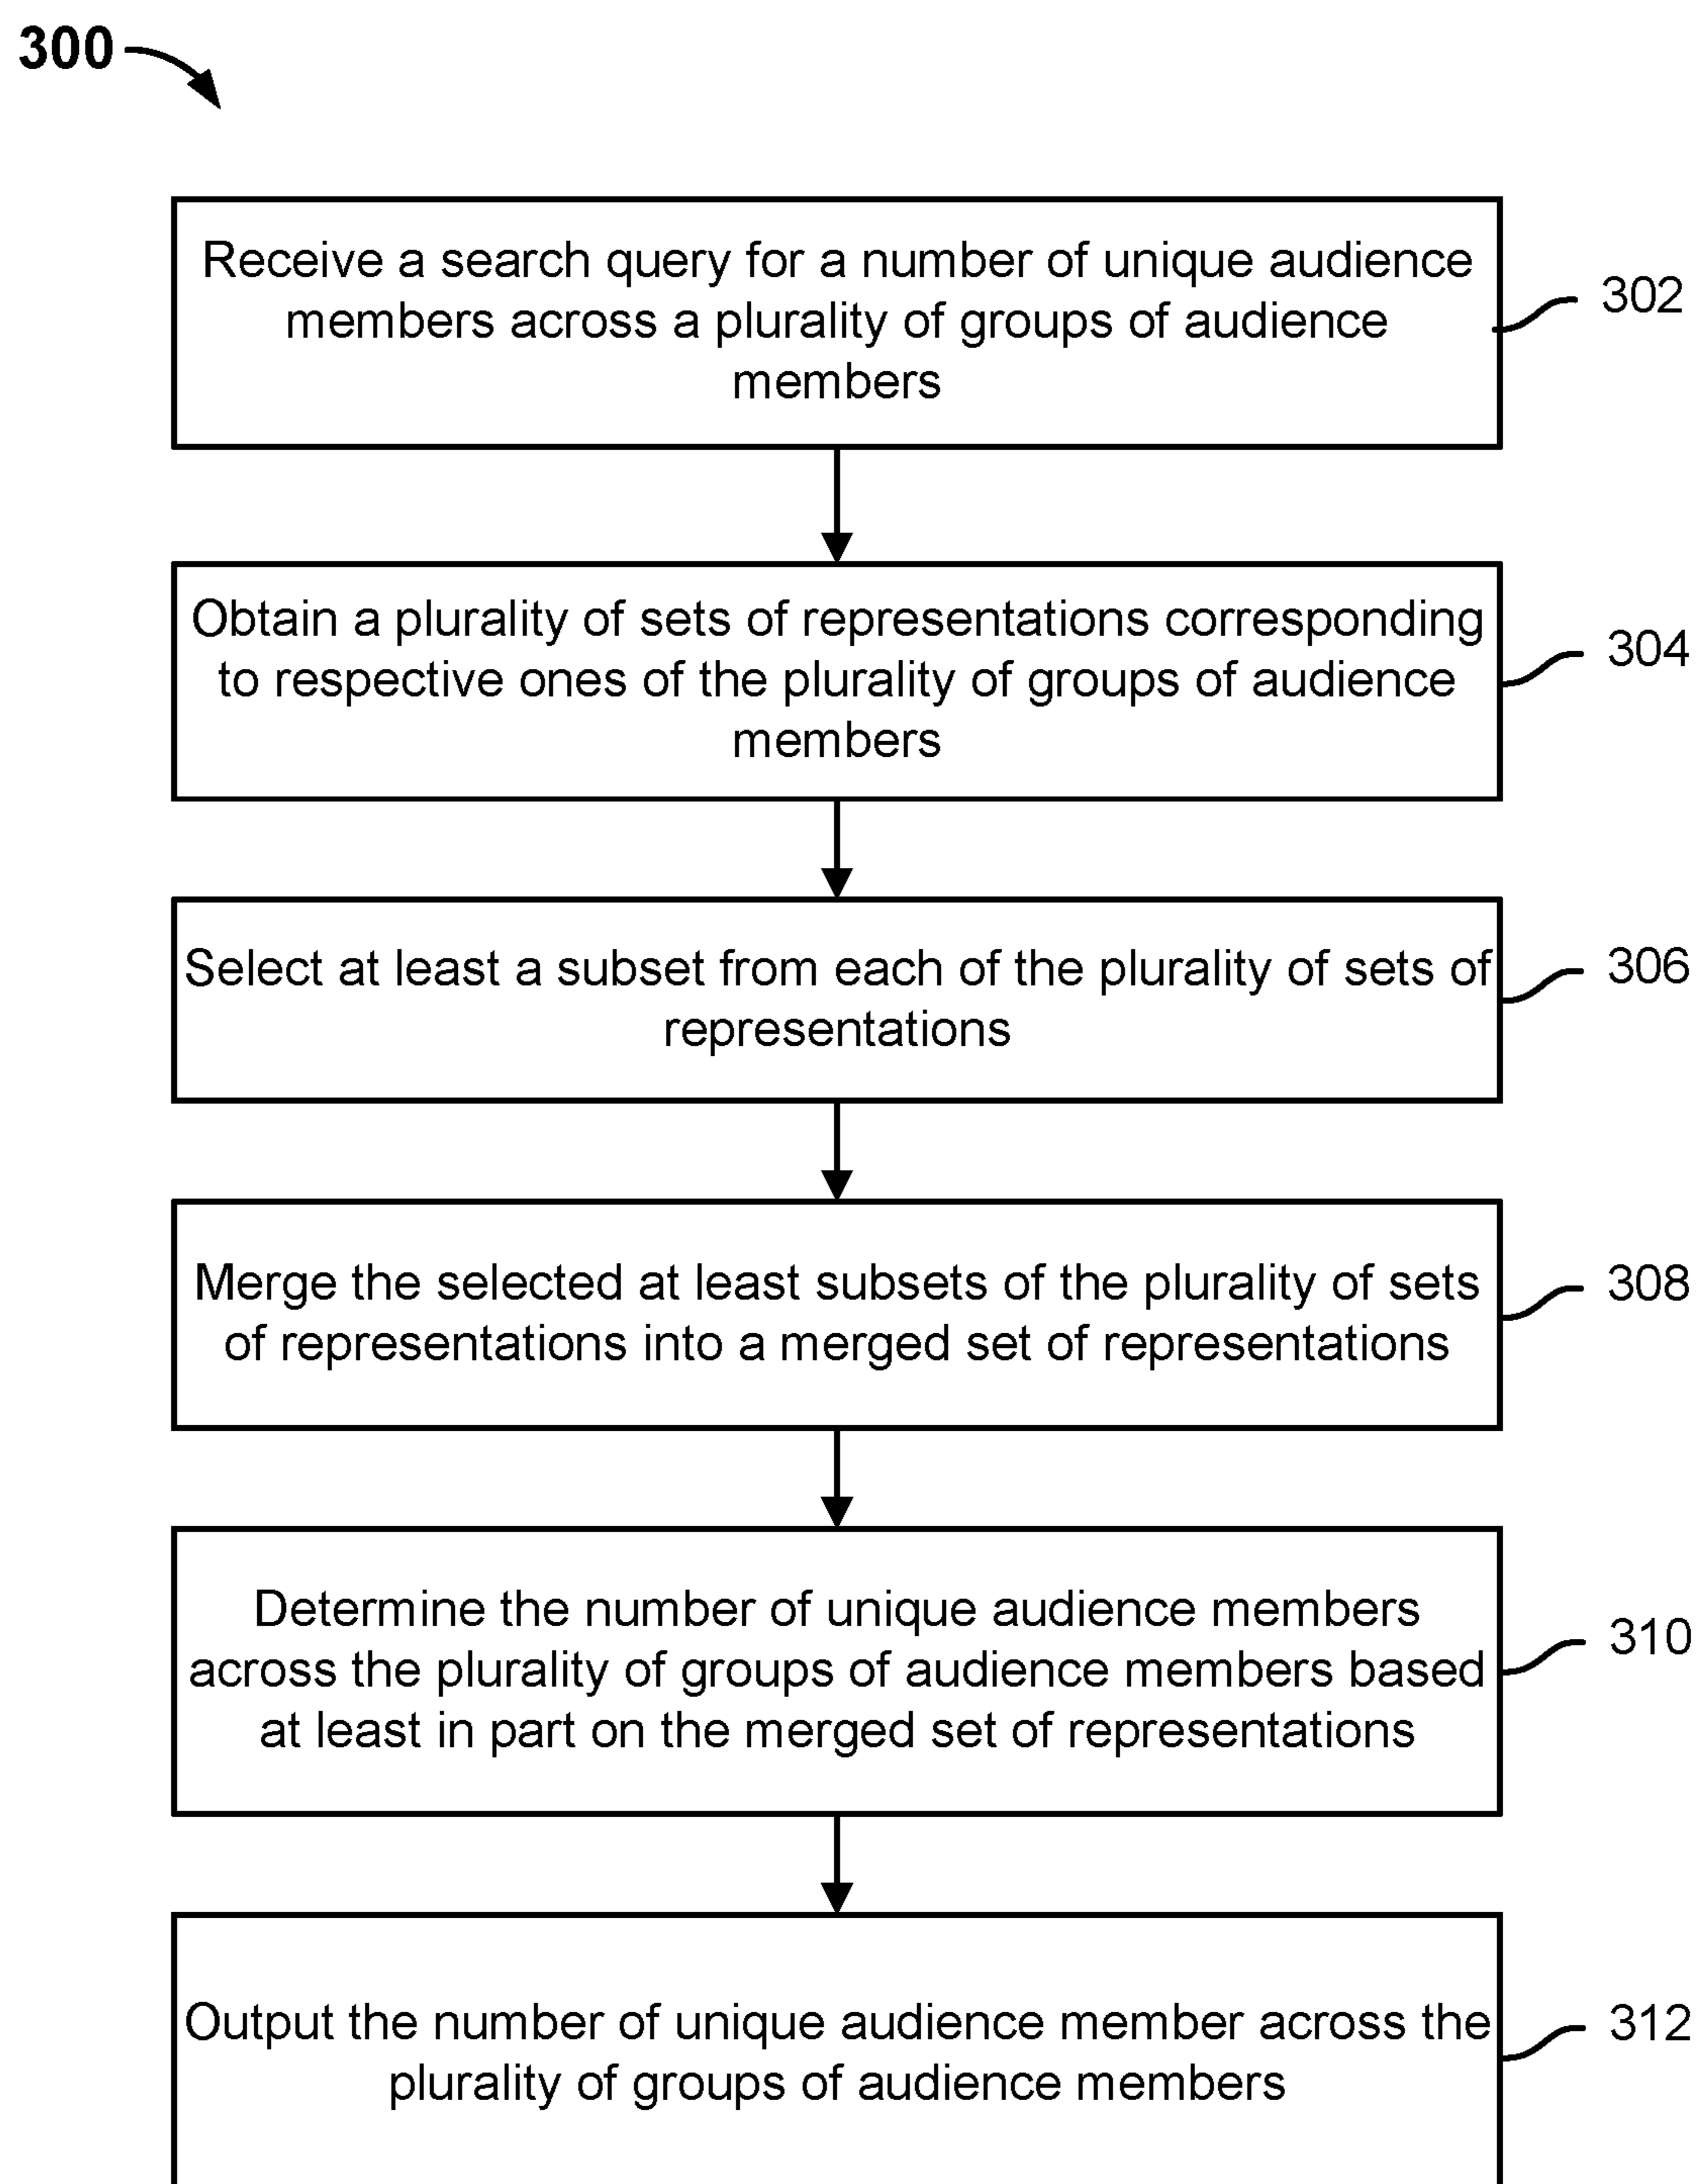 300
Receive a search query for a number of unique audience
members across a plurality of groups of audience
members
302
Obtain a plurality of sets of representations corresponding
to respective ones of the plurality of groups of audience
members
304
Select at least a subset from each of the plurality of sets of
representations
306
Merge the selected at least subsets of the plurality of sets
of representations into a merged set of representations
308
Determine the number of unique audience members
across the plurality of groups of audience members based
at least in part on the merged set of representations
310
Output the number of unique audience member across the
plurality of groups of audience members
312